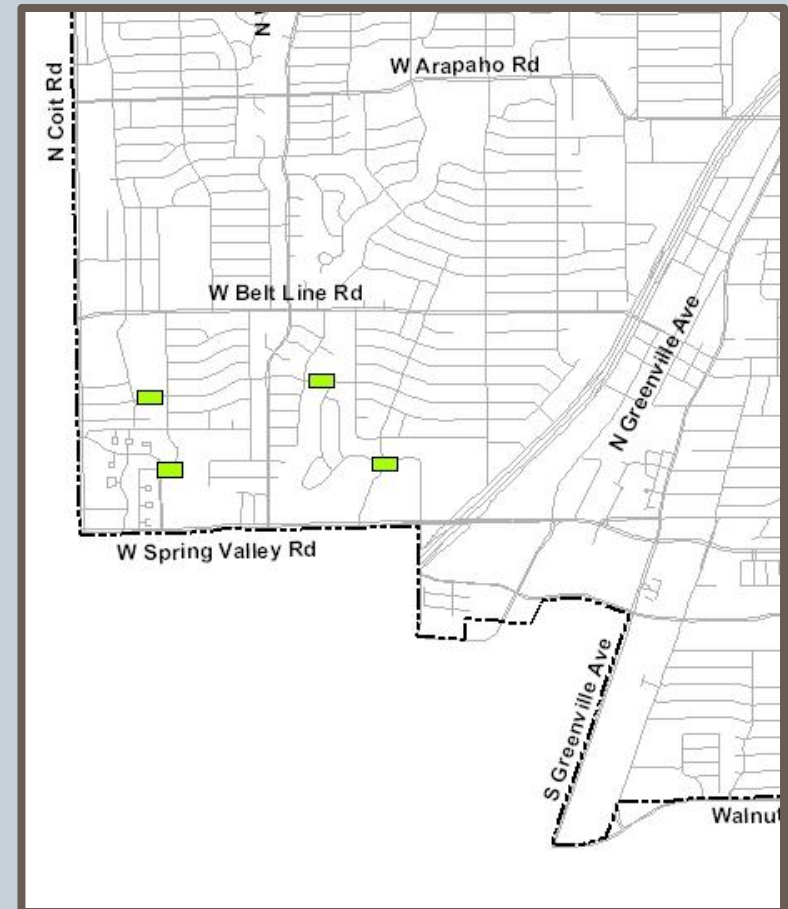 N
W Arapaho Rd
N Coit Rd
W Belt Line Rd
N Greenville Ave
W Spring Valley Rd
S Greenville Ave